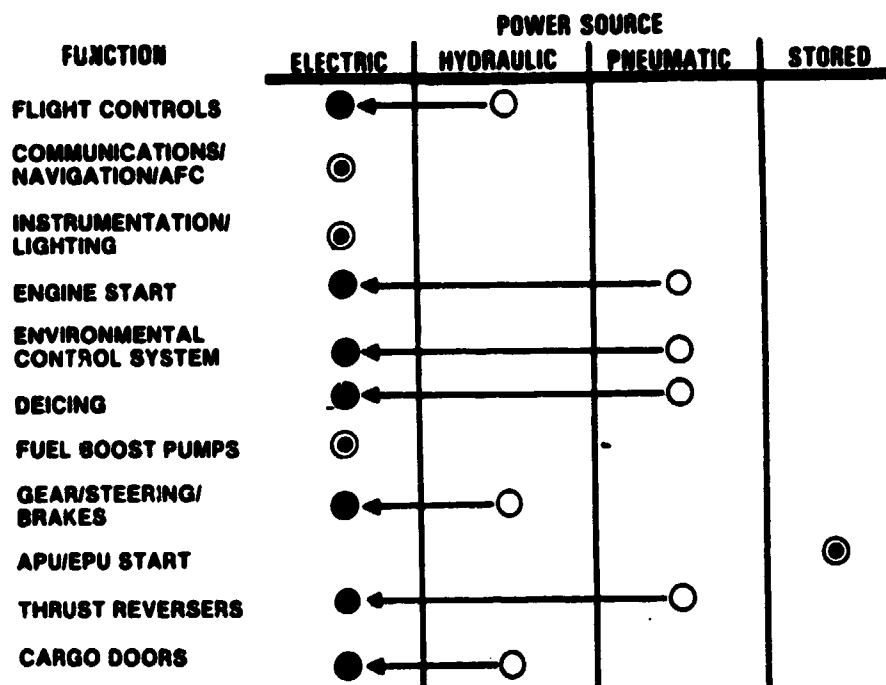 POWER SOURCE
FUNCTION
ELECTRIC HYDRAULIC PNEUMATIC STORED
FLIGHT CONTROLS
COMMUNICATIONS/
NAVIGATION/AFC
INSTRUMENTATION/
LIGHTING
ENGINE START
ENVIRONMENTAL
CONTROL SYSTEM
DEICING
FUEL BOOST PUMPS
GEAR/STEERING/
BRAKES
APU/EPU START
THRUST REVERSERS
CARGO DOORS